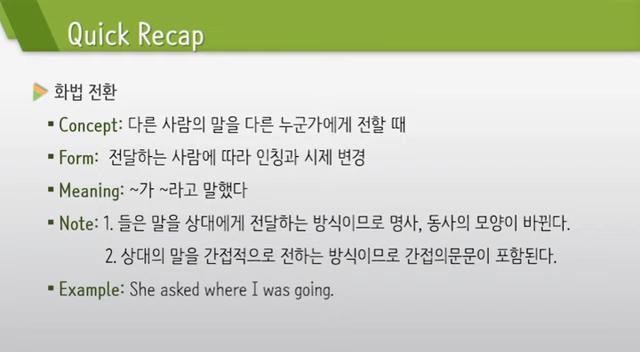 Quick Recap
화법 전환
▪ Concept: 다른 사람의 말을 다른 누군가에게 전할 때
▪ Form: 전달하는 사람에 따라 인칭과 시제 변경
▪ Meaning: ~가 ~라고 말했다
▪ Note: 1. 들은 말을 상대에게 전달하는 방식이므로 명사, 동사의 모양이 바뀐다.
2. 상대의 말을 간접적으로 전하는 방식이므로 간접의문문이 포함된다.
▪ Example: She asked where I was going.